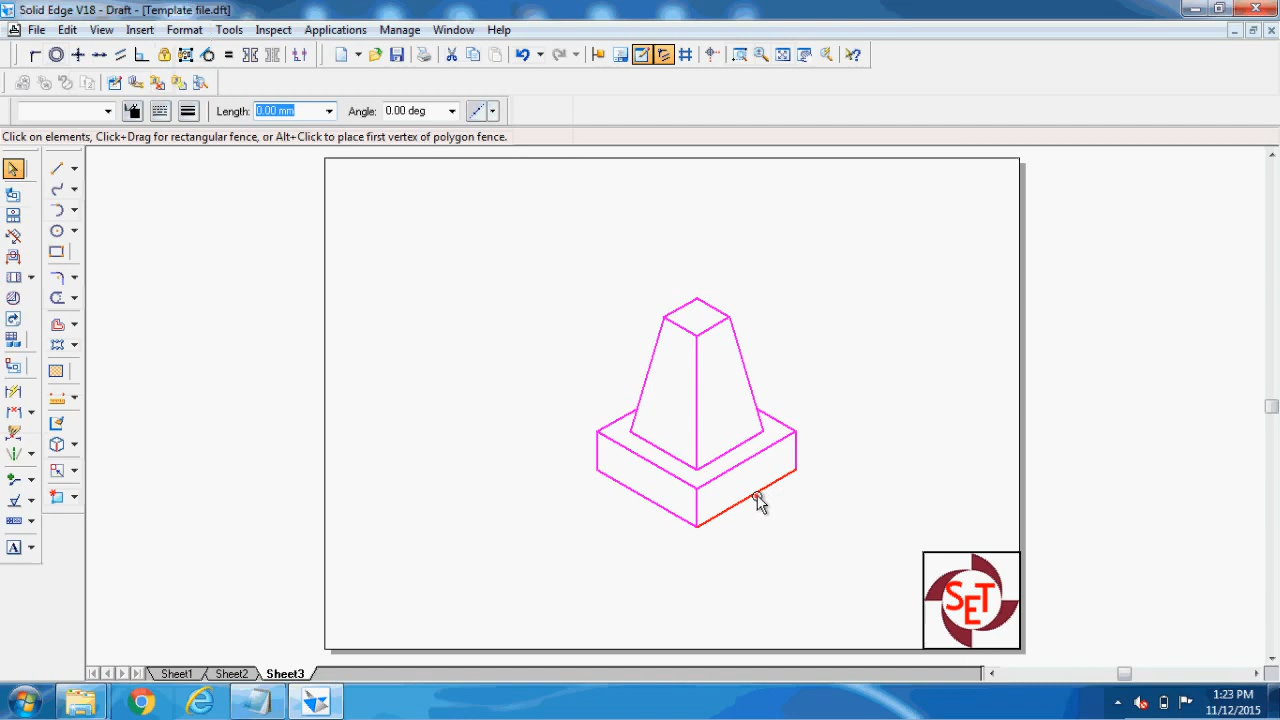 Solid Edge V18 - Draft - [Template file.dft]
File Edit View Insert Format Tools Inspect Applications Manage Window Help
Length: 0.00 mm Angle: 0.00 deg
Click on elements, Click+Drag for rectangular fence, or Alt+Click to place first vertex of polygon fence.
SET
Sheet1 Sheet2 Sheet3
1:23 PM
11/12/2015